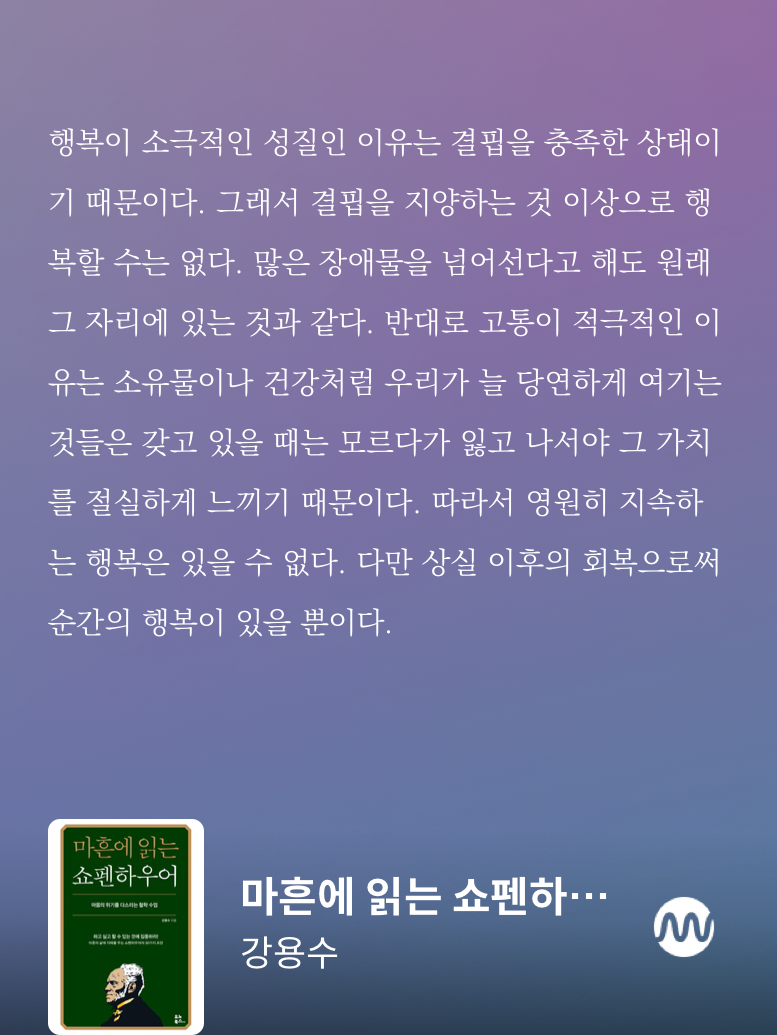 행복이 소극적인 성질인 이유는 결핍을 충족한 상태이
기 때문이다. 그래서 결핍을 지양하는 것 이상으로 행
복할 수는 없다. 많은 장애물을 넘어선다고 해도 원래
그 자리에 있는 것과 같다. 반대로 고통이 적극적인 이
유는 소유물이나 건강처럼 우리가 늘 당연하게 여기는
것들은 갖고 있을 때는 모르다가 잃고 나서야 그 가치
를 절실하게 느끼기 때문이다. 따라서 영원히 지속하
는 행복은 있을 수 없다. 다만 상실 이후의 회복으로써
순간의 행복이 있을 뿐이다.
마흔에 읽는
쇼펜하우어
마음의 위기를 다스리는 철학 수업
강용수 지음
마흔에 읽는 쇼펜하…
강용수